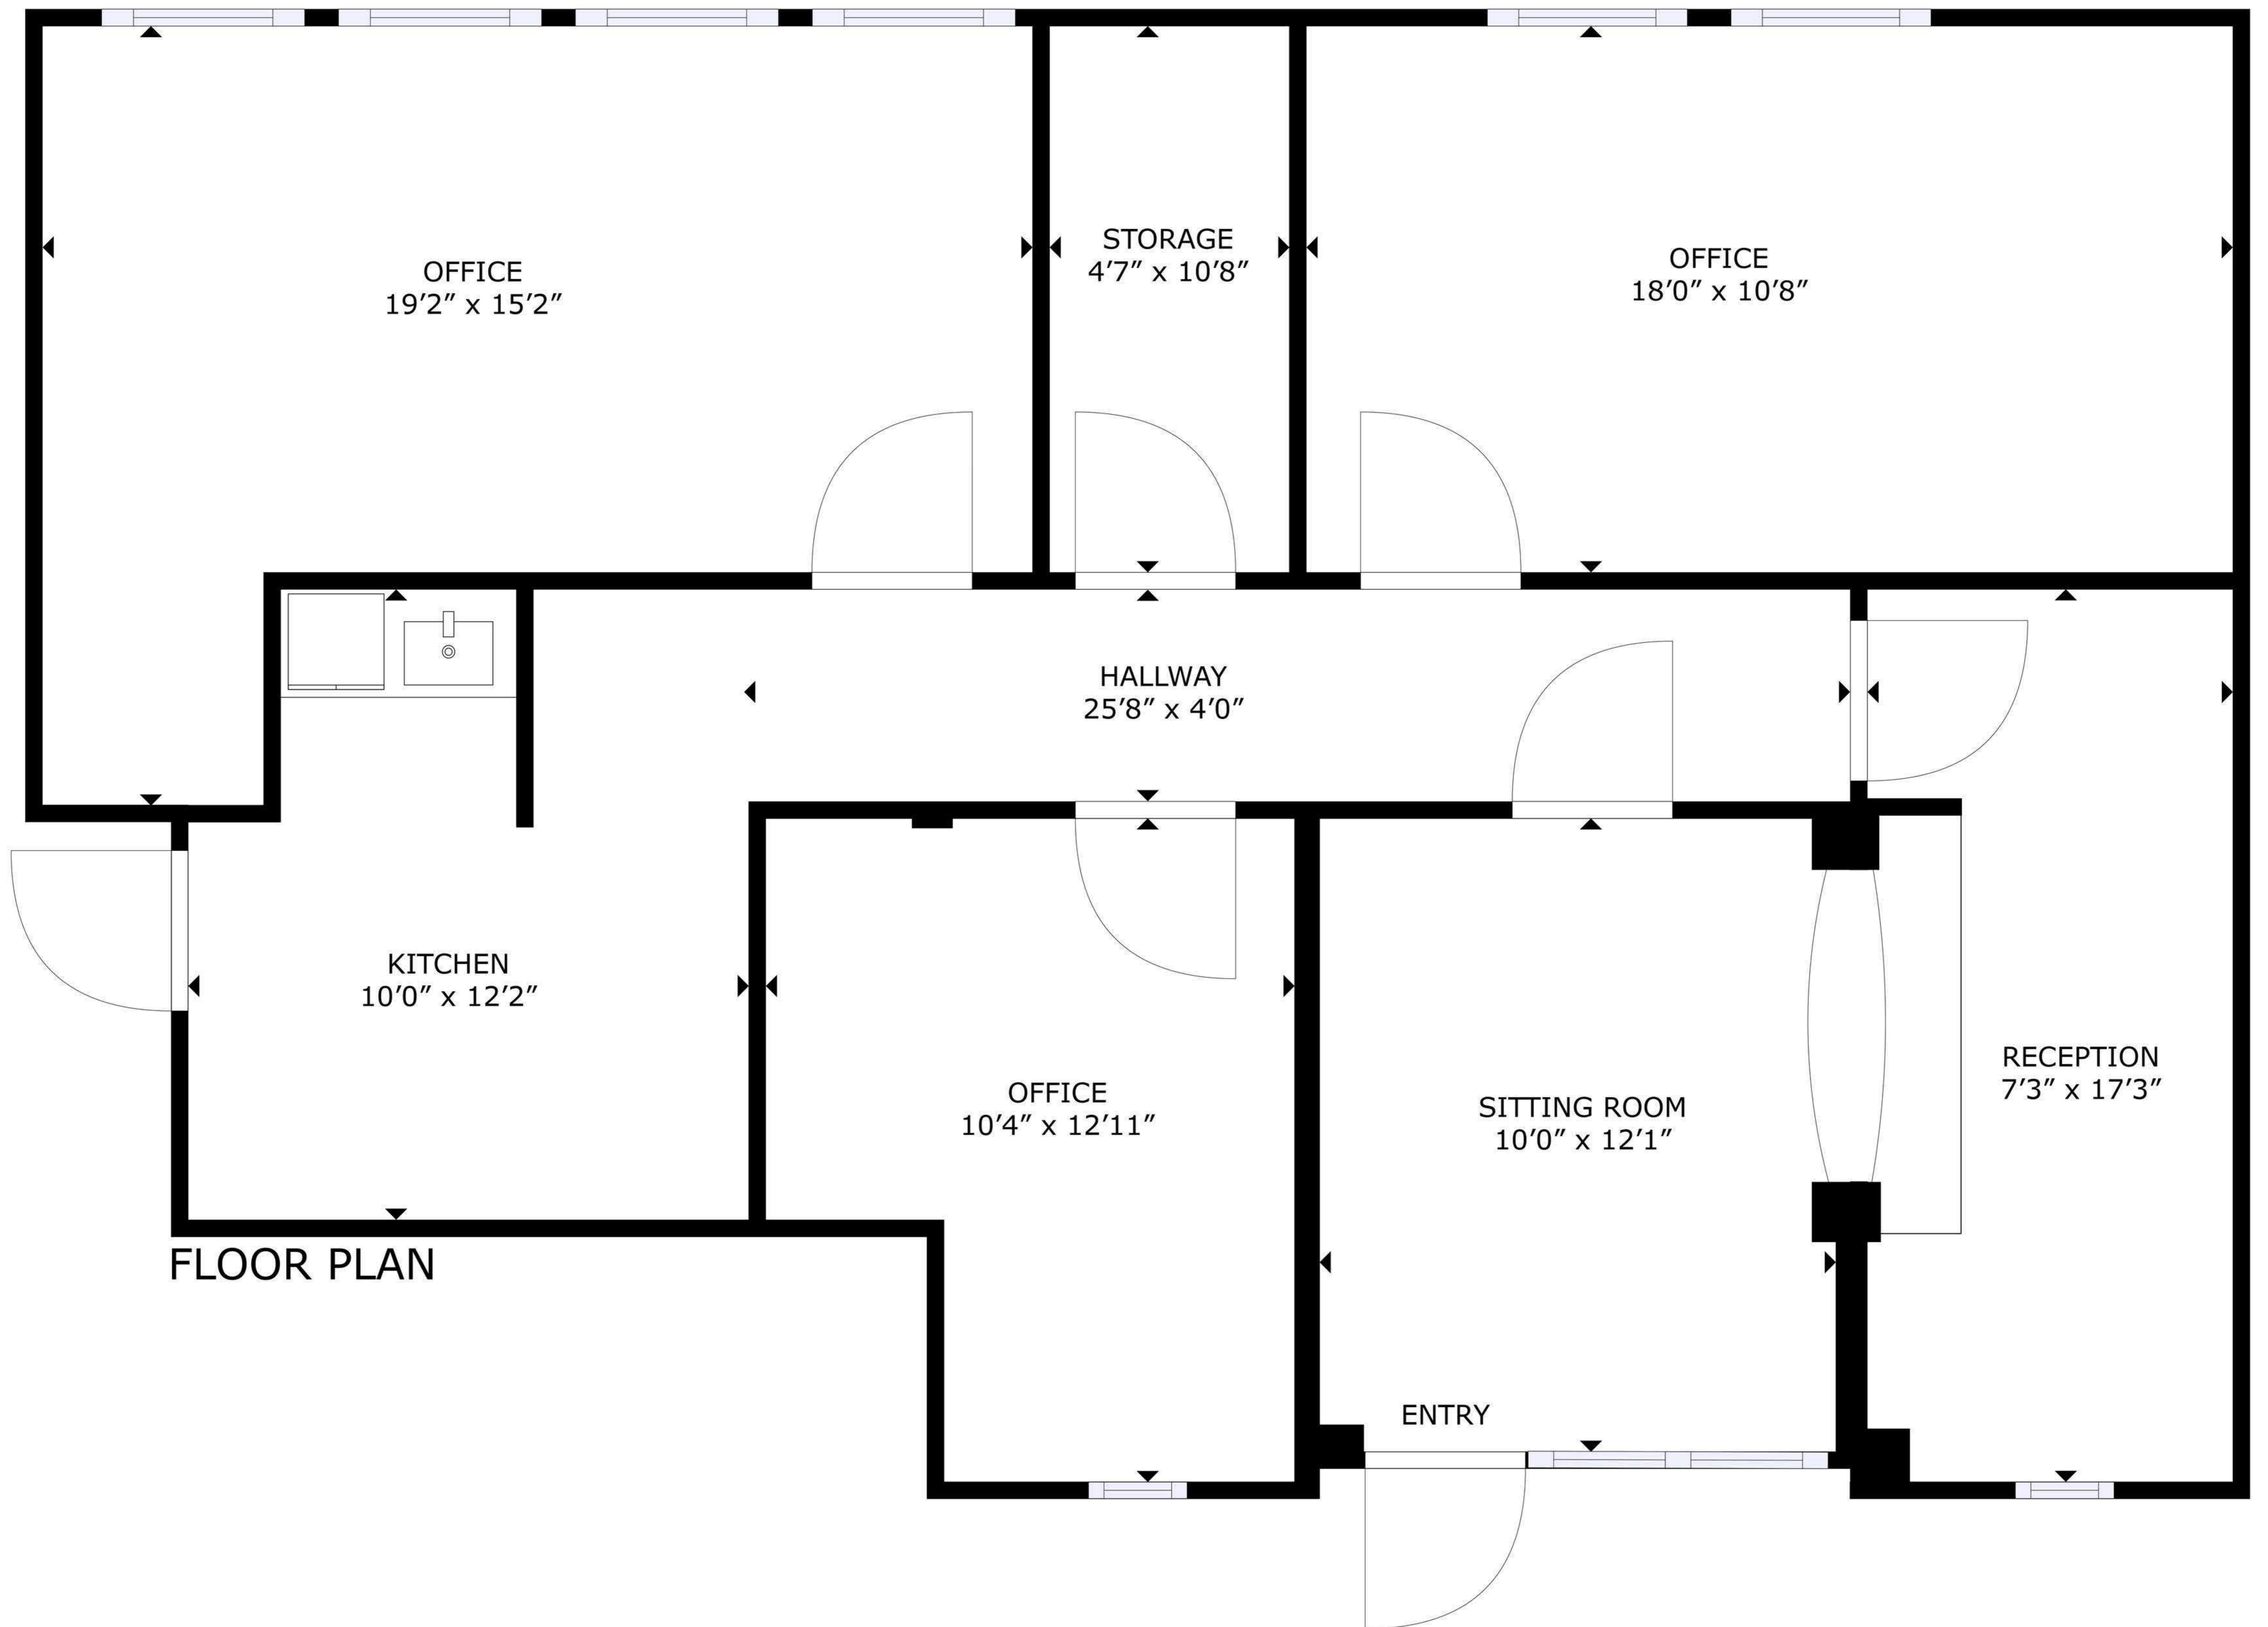 OFFICE
19’2” x 15’2”
STORAGE
4’7” x 10’8”
OFFICE
18’0” x 10’8”
HALLWAY
25’8” x 4’0”
KITCHEN
10’0” x 12’2”
OFFICE
10’4” x 12’11”
SITTING ROOM
10’0” x 12’1”
RECEPTION
7’3” x 17’3”
ENTRY
FLOOR PLAN